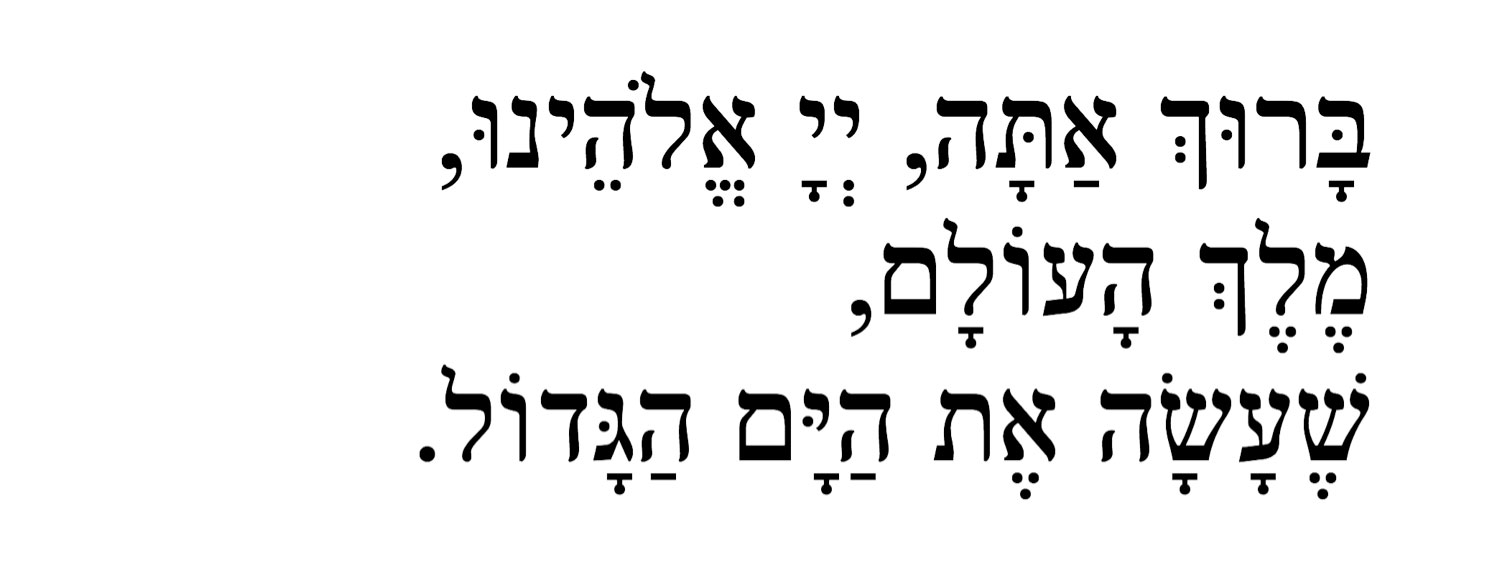 בָּרוּךְ אַתָּה, יְיָ אֱלֹהֵינוּ,
מֶלֶךְ הָעוֹלָם,
שֶׁעָשָׂה אֶת הַיָּם הַגָּדוֹל.